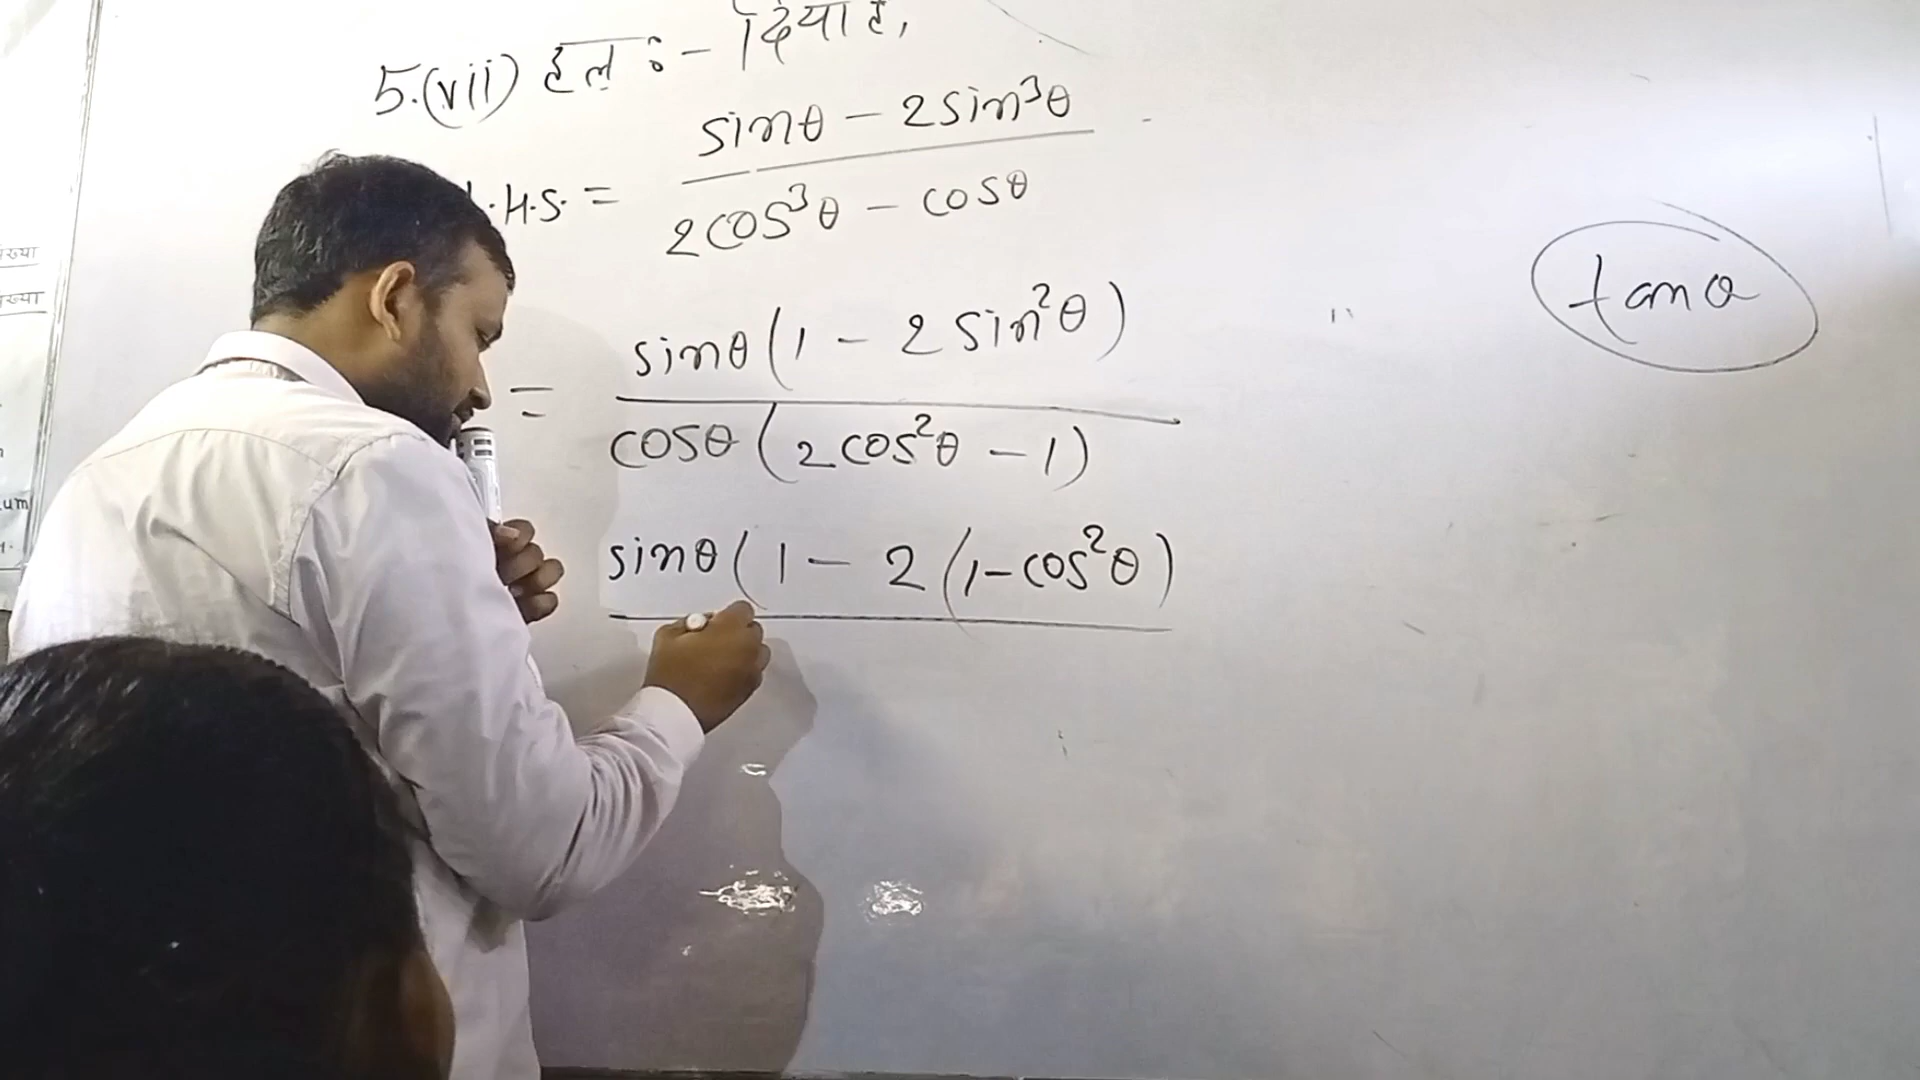 5.(vii) हल :- दिया है,
.H.S. = sinθ - 2sin³θ
2cos³θ - cosθ
= sinθ(1 - 2sin²θ)
cosθ(2cos²θ - 1)
sinθ(1 - 2(1-cos²θ)
tanθ
ख्या
ख्या
um